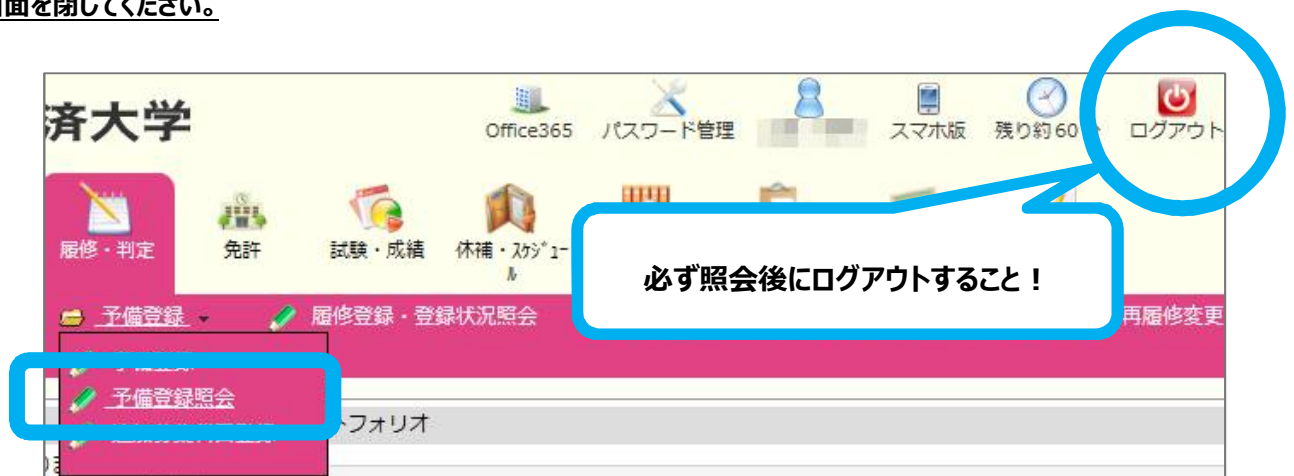 画面を閉してください。
済大学
Office365
パスワード管理
スマホ版
残り約60
ログアウト
履修・判定
免許
試験・成績
休補・ｽｹｼﾞｭｰ
ﾙ
必ず照会後にログアウトすること！
予備登録
履修登録・登録状況照会
再履修変更
予備登録照会
トフォリオ